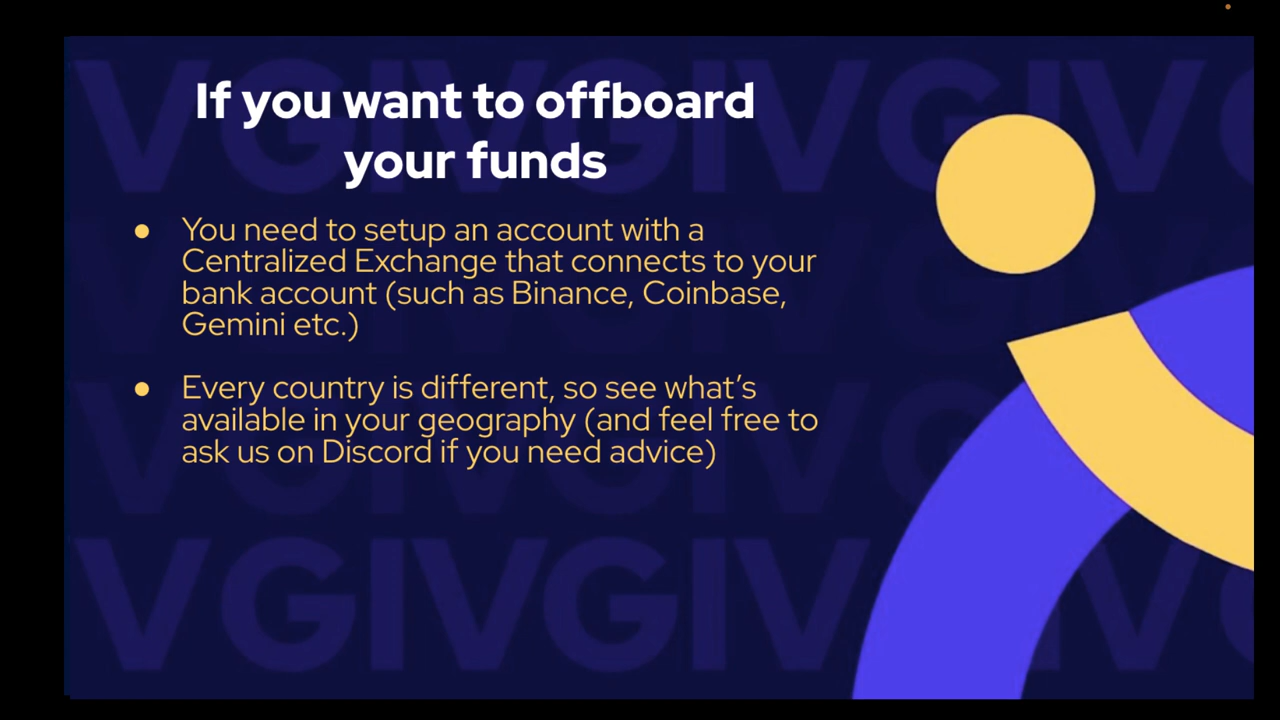 If you want to offboard
your funds
● You need to setup an account with a
Centralized Exchange that connects to your
bank account (such as Binance, Coinbase,
Gemini etc.)
● Every country is different, so see what’s
available in your geography (and feel free to
ask us on Discord if you need advice)
VGIVGIV